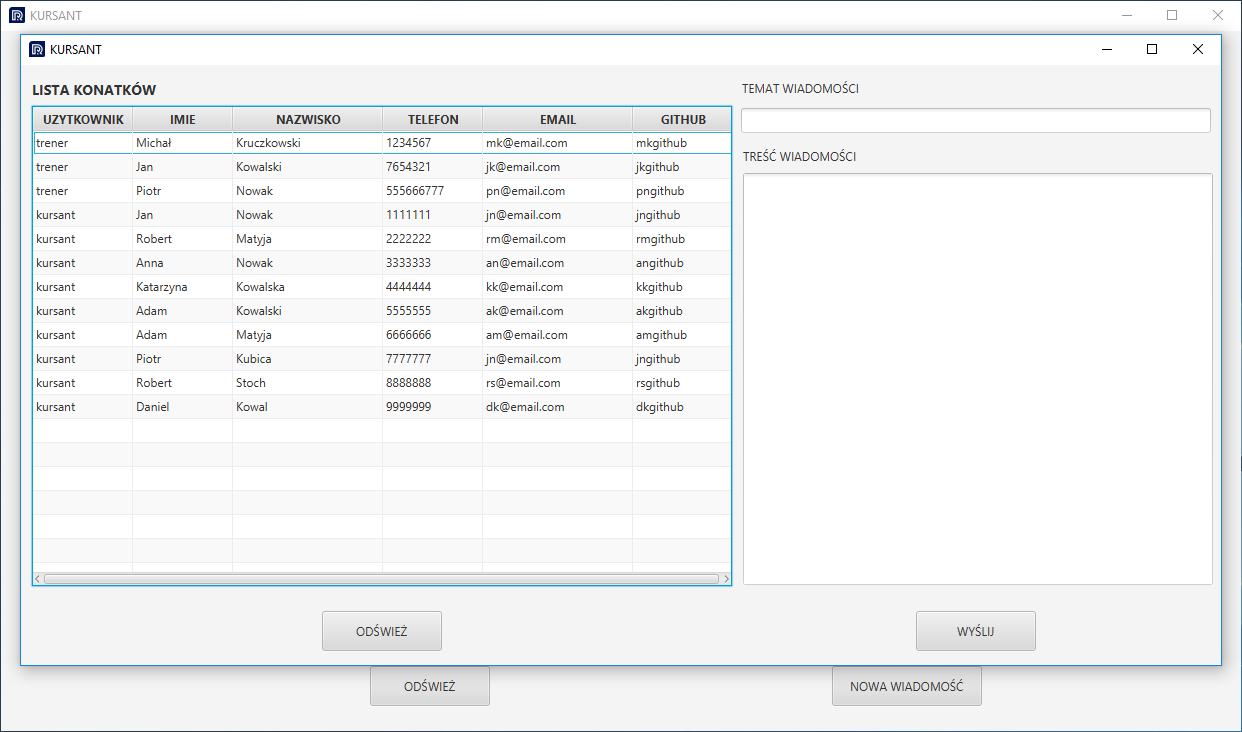 KURSANT
KURSANT
LISTA KONATKÓW
UZYTKOWNIK IMIE NAZWISKO TELEFON EMAIL GITHUB
trener Michał Kruczkowski 1234567 mk@email.com mkgithub
trener Jan Kowalski 7654321 jk@email.com jkgithub
trener Piotr Nowak 555666777 pn@email.com pngithub
kursant Jan Nowak 1111111 jn@email.com jngithub
kursant Robert Matyja 2222222 rm@email.com rmgithub
kursant Anna Nowak 3333333 an@email.com angithub
kursant Katarzyna Kowalska 4444444 kk@email.com kkgithub
kursant Adam Kowalski 5555555 ak@email.com akgithub
kursant Adam Matyja 6666666 am@email.com amgithub
kursant Piotr Kubica 7777777 jn@email.com jngithub
kursant Robert Stoch 8888888 rs@email.com rsgithub
kursant Daniel Kowal 9999999 dk@email.com dkgithub
ODŚWIEŻ
TEMAT WIADOMOŚCI
TREŚĆ WIADOMOŚCI
WYŚLIJ
ODŚWIEŻ
NOWA WIADOMOŚĆ